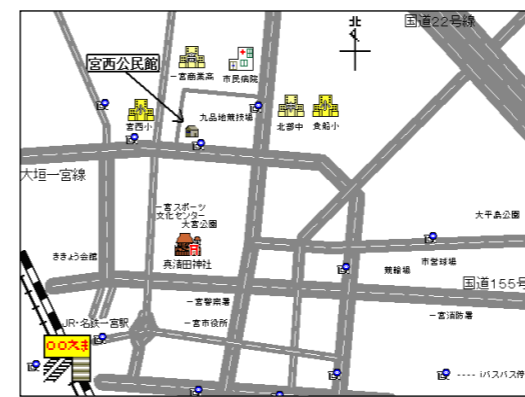 国道22号線
北
宮西公民館
一宮商業高
市民病院
宮西小
九品地競技場
北部中
貴船小
大垣一宮線
一宮スポーツ
文化センター
大宮公園
大平島公園
ききょう会館
真清田神社
市営球場
競輪場
国道155号
一宮警察署
一宮消防署
JR・名鉄一宮駅
一宮市役所
○○えき
---- iバスバス停